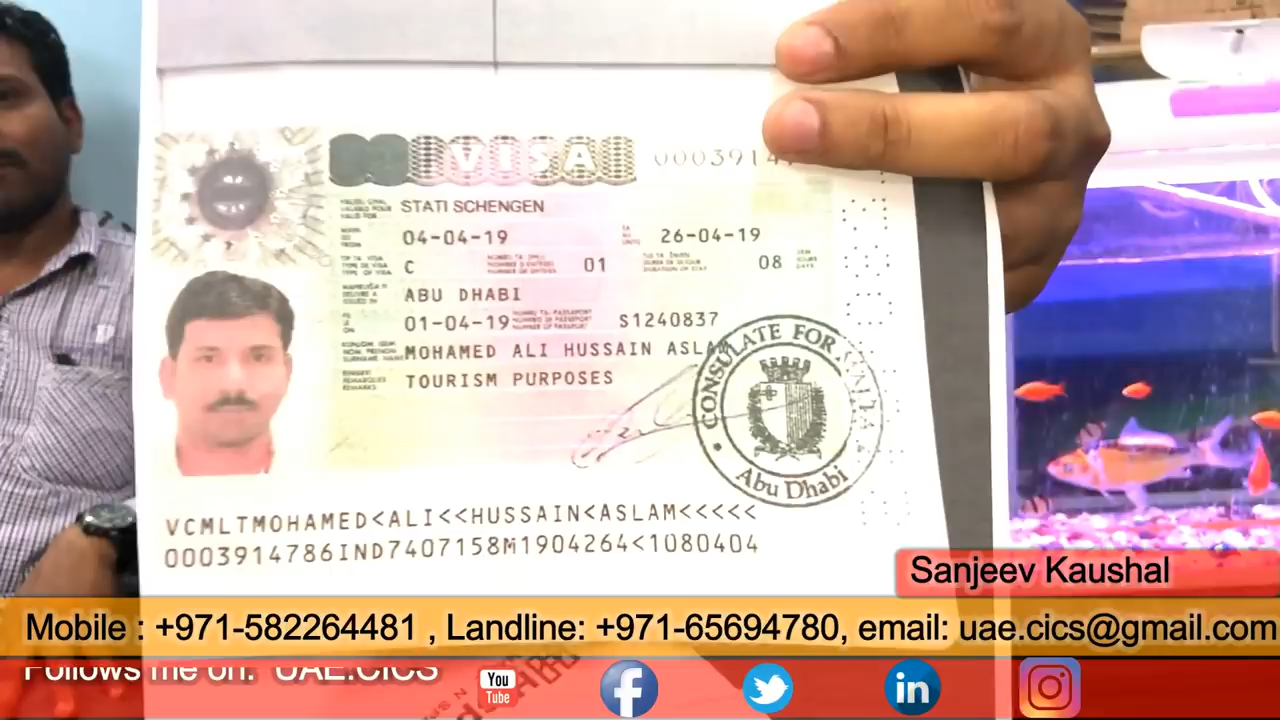 VISA 0003914
STATI SCHENGEN
04-04-19 26-04-19
C 01 08
ABU DHABI
01-04-19 S1240837
MOHAMED ALI HUSSAIN ASLAM
TOURISM PURPOSES
CONSULATE FOR
Abu Dhabi
VCMLTMOHAMED<ALI<<HUSSAIN<ASLAM<<<<<
0003914786IND7407158M1904264<1080404
Sanjeev Kaushal
Mobile : +971-582264481 , Landline: +971-65694780, email: uae.cics@gmail.com
Follows me on: UAE.CICS
You
Tube